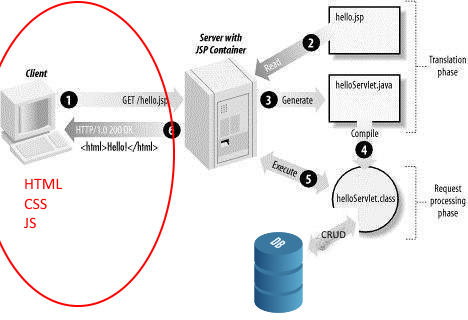 Client
Server with
JSP Container
hello.jsp
2
Read
Translation
phase
1
GET /hello.jsp
3
Generate
helloServlet.java
HTTP/1.0 200 OK
6
<html>Hello!</html>
Compile
4
HTML
CSS
JS
Execute
5
helloServlet.class
Request
processing
phase
DB
CRUD